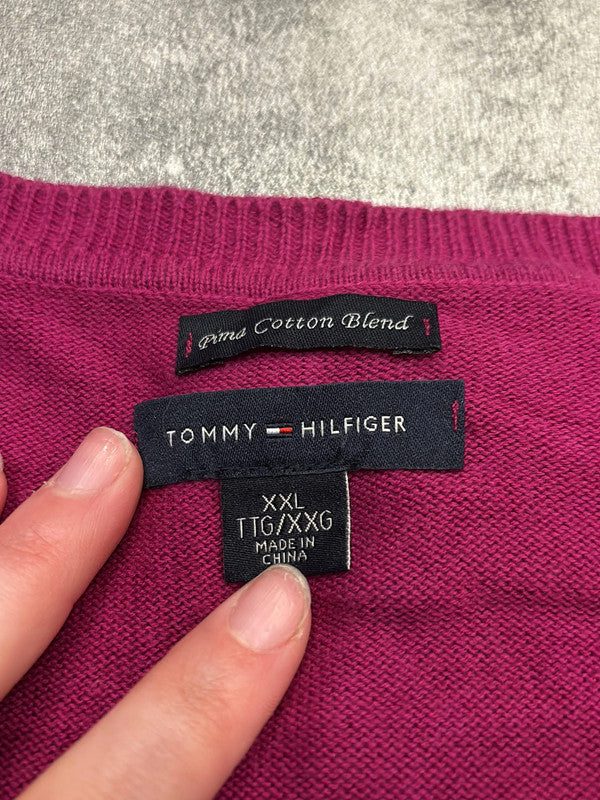 Pima Cotton Blend
TOMMY HILFIGER
XXL
TTG/XXG
MADE IN
CHINA